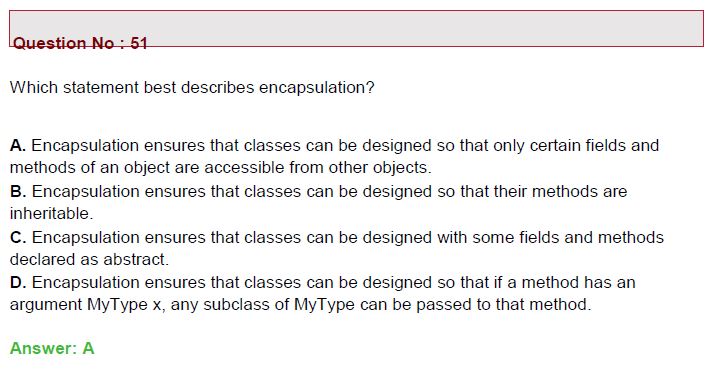 Question No : 51
Which statement best describes encapsulation?
A. Encapsulation ensures that classes can be designed so that only certain fields and
methods of an object are accessible from other objects.
B. Encapsulation ensures that classes can be designed so that their methods are
inheritable.
C. Encapsulation ensures that classes can be designed with some fields and methods
declared as abstract.
D. Encapsulation ensures that classes can be designed so that if a method has an
argument MyType x, any subclass of MyType can be passed to that method.
Answer: A